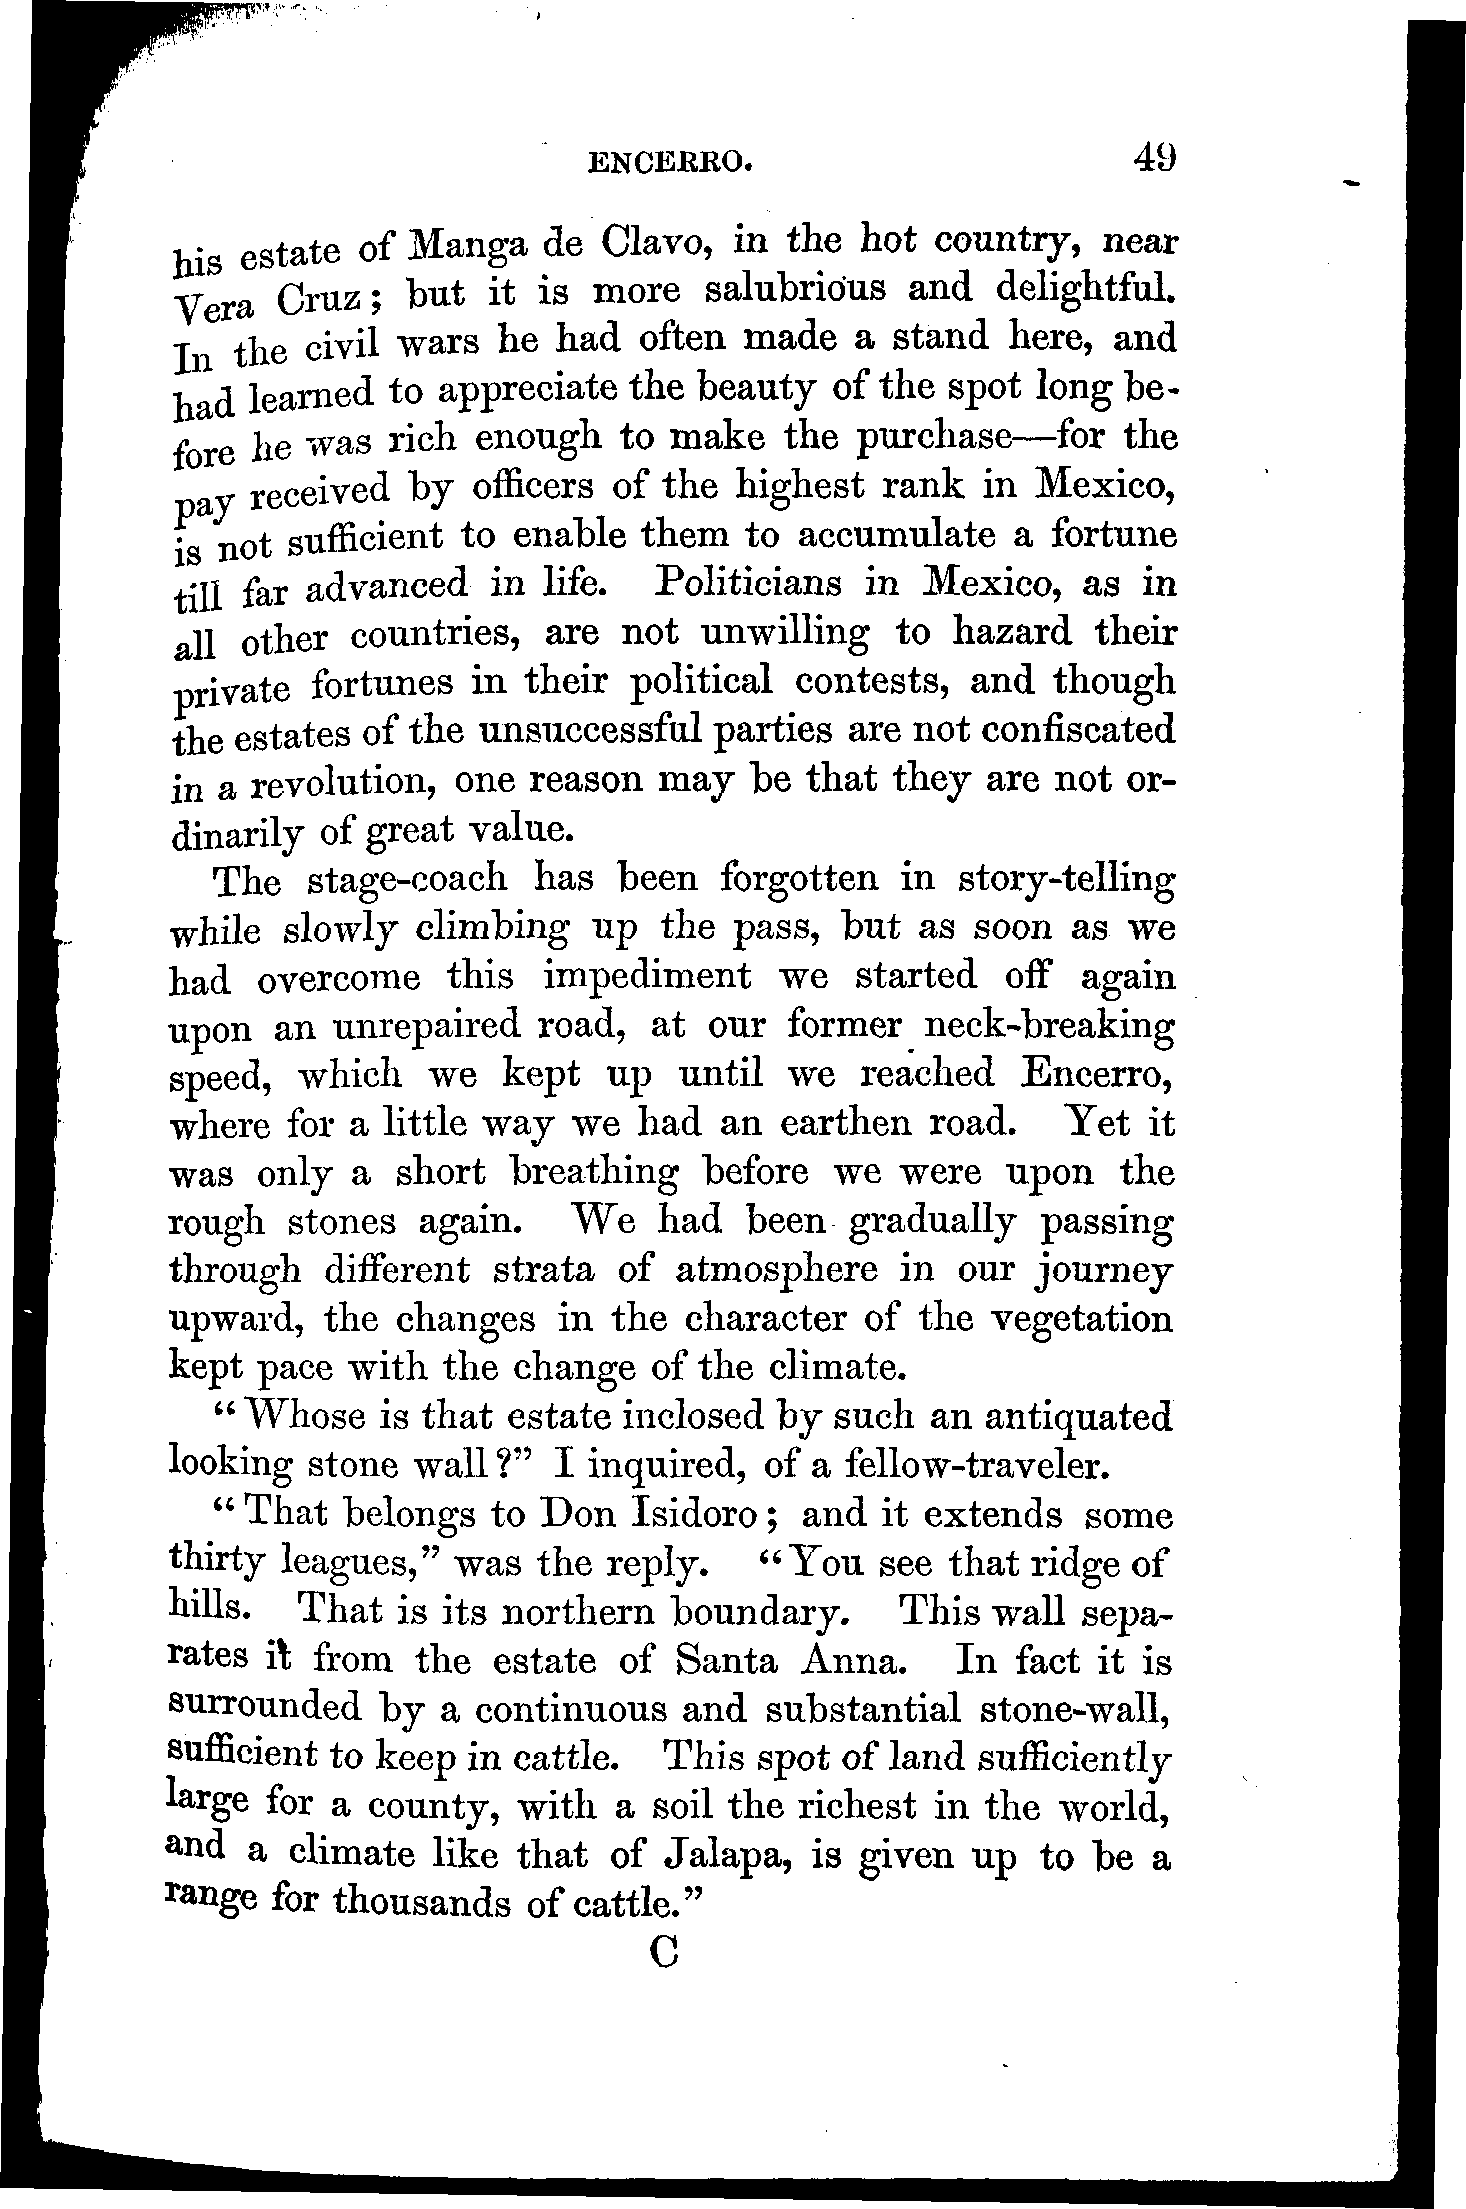 ENCERRO. 49
his estate of Manga de Clavo, in the hot country, near
Vera Cruz; but it is more salubrious and delightful.
In the civil wars he had often made a stand here, and
had learned to appreciate the beauty of the spot long be-
fore he was rich enough to make the purchase—for the
pay received by officers of the highest rank in Mexico,
is not sufficient to enable them to accumulate a fortune
till far advanced in life. Politicians in Mexico, as in
all other countries, are not unwilling to hazard their
private fortunes in their political contests, and though
the estates of the unsuccessful parties are not confiscated
in a revolution, one reason may be that they are not or-
dinarily of great value.
The stage-coach has been forgotten in story-telling
while slowly climbing up the pass, but as soon as we
had overcome this impediment we started off again
upon an unrepaired road, at our former neck-breaking
speed, which we kept up until we reached Encerro,
where for a little way we had an earthen road. Yet it
was only a short breathing before we were upon the
rough stones again. We had been gradually passing
through different strata of atmosphere in our journey
upward, the changes in the character of the vegetation
kept pace with the change of the climate.
“Whose is that estate inclosed by such an antiquated
looking stone wall?” I inquired, of a fellow-traveler.
“That belongs to Don Isidoro; and it extends some
thirty leagues,” was the reply. “You see that ridge of
hills. That is its northern boundary. This wall sepa-
rates it from the estate of Santa Anna. In fact it is
surrounded by a continuous and substantial stone-wall,
sufficient to keep in cattle. This spot of land sufficiently
large for a county, with a soil the richest in the world,
and a climate like that of Jalapa, is given up to be a
range for thousands of cattle.”
C